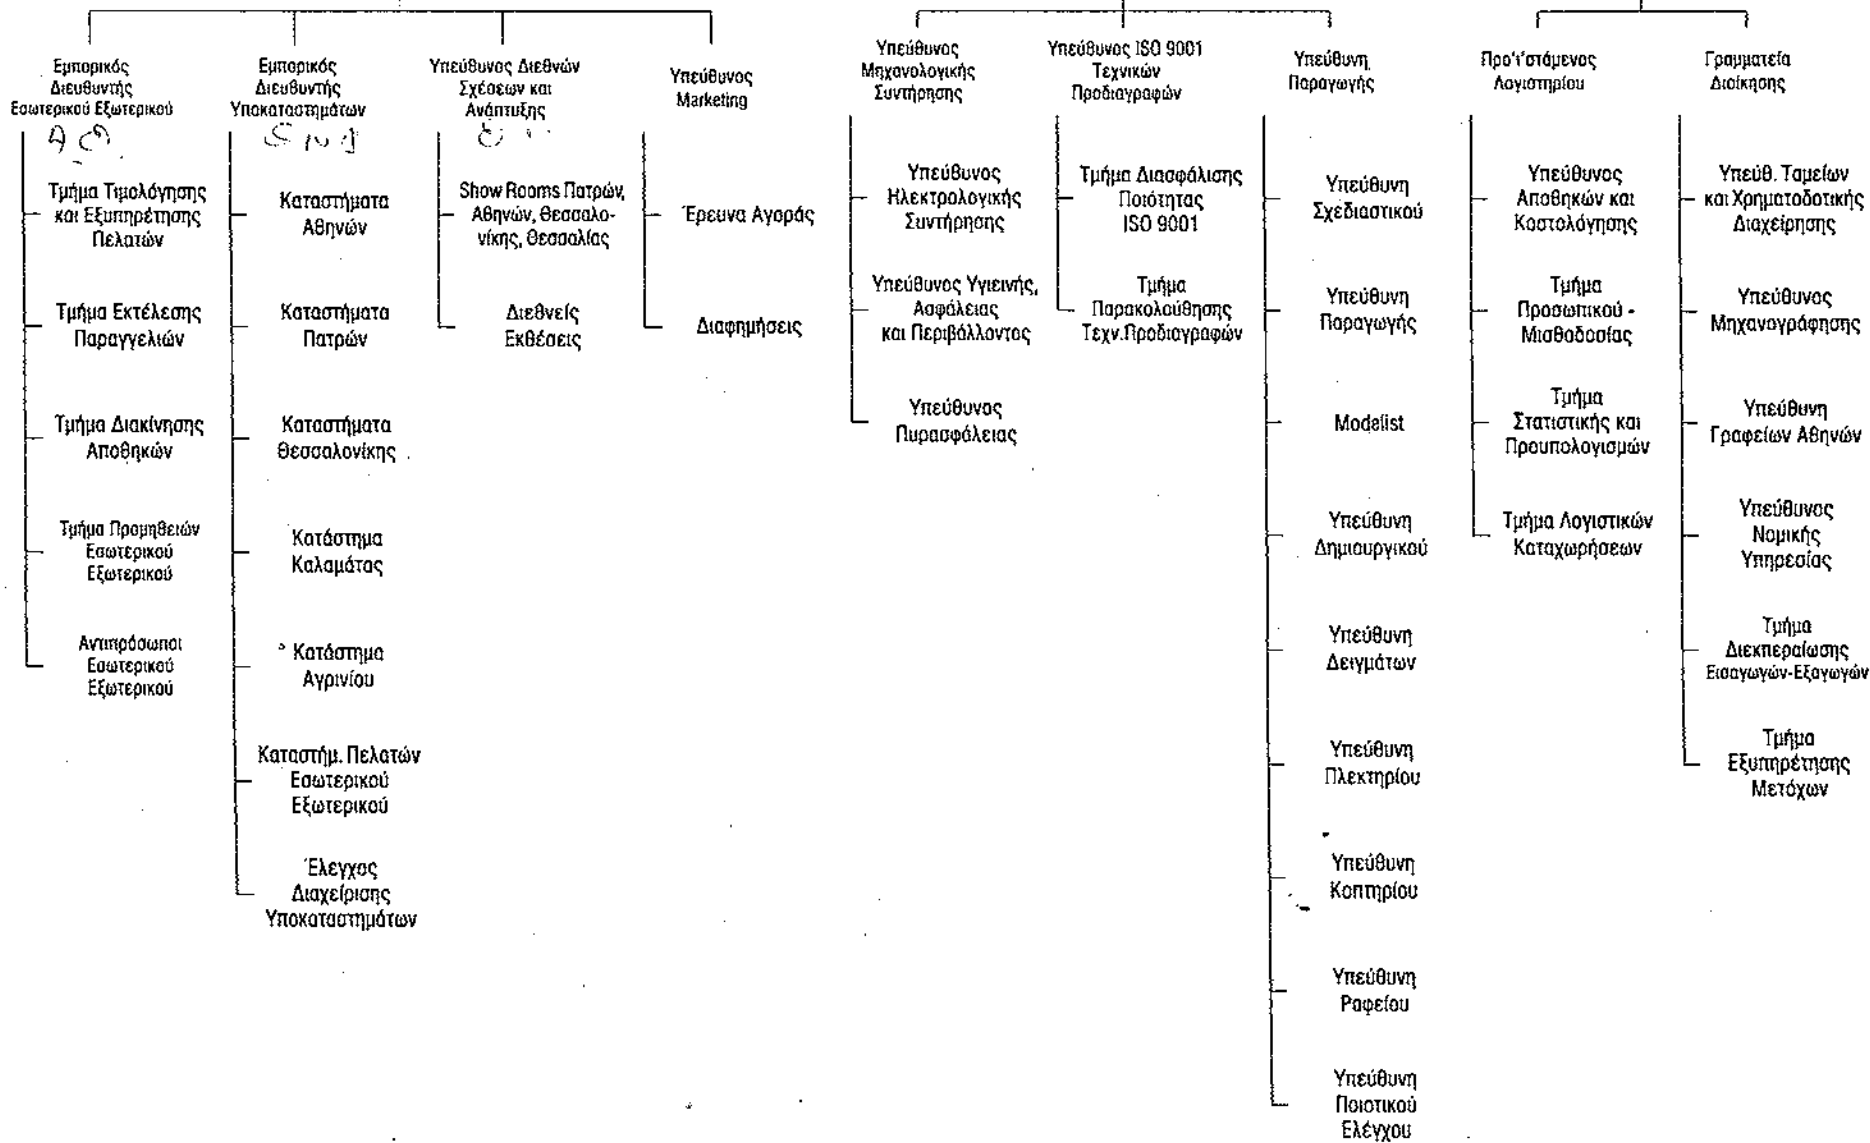 Εμπορικός
Διευθυντής
Εσωτερικού Εξωτερικού
Τμήμα Τιμολόγησης
και Εξυπηρέτησης
Πελατών
Τμήμα Εκτέλεσης
Παραγγελιών
Τμήμα Διακίνησης
Αποθηκών
Τμήμα Προμηθειών
Εσωτερικού
Εξωτερικού
Αντιπρόσωποι
Εσωτερικού
Εξωτερικού
Εμπορικός
Διευθυντής
Υποκαταστημάτων
Καταστήματα
Αθηνών
Καταστήματα
Πατρών
Καταστήματα
Θεσσαλονίκης
Κατάστημα
Καλαμάτας
Κατάστημα
Αγρινίου
Καταστήμ. Πελατών
Εσωτερικού
Εξωτερικού
Έλεγχος
Διαχείρισης
Υποκαταστημάτων
Υπεύθυνος Διεθνών
Σχέσεων και
Ανάπτυξης
Show Rooms Πατρών,
Αθηνών, Θεσσαλο-
νίκης, Θεσσαλίας
Διεθνείς
Εκθέσεις
Υπεύθυνος
Marketing
Έρευνα Αγοράς
Διαφημήσεις
Υπεύθυνος
Μηχανολογικής
Συντήρησης
Υπεύθυνος
Ηλεκτρολογικής
Συντήρησης
Υπεύθυνος Υγιεινής,
Ασφάλειας
και Περιβάλλοντος
Υπεύθυνος
Πυρασφάλειας
Υπεύθυνος ISO 9001
Τεχνικών
Προδιαγραφών
Τμήμα Διασφάλισης
Ποιότητας
ISO 9001
Τμήμα
Παρακολούθησης
Τεχν.Προδιαγραφών
Υπεύθυνη
Παραγωγής
Υπεύθυνη
Σχεδιαστικού
Υπεύθυνη
Παραγωγής
Modelist
Υπεύθυνη
Δημιουργικού
Υπεύθυνη
Δειγμάτων
Υπεύθυνη
Πλεκτηρίου
Υπεύθυνη
Κοπτηρίου
Υπεύθυνη
Ραφείου
Υπεύθυνη
Ποιοτικού
Ελέγχου
Προ'ι'στάμενος
Λογιστηρίου
Υπεύθυνος
Αποθηκών και
Κοστολόγησης
Τμήμα
Προσωπικού -
Μισθοδοσίας
Τμήμα
Στατιστικής και
Προυπολογισμών
Τμήμα Λογιστικών
Καταχωρήσεων
Γραμματεία
Διοίκησης
Υπεύθ. Ταμείων
και Χρηματοδοτικής
Διαχείρησης
Υπεύθυνος
Μηχανογράφησης
Υπεύθυνη
Γραφείων Αθηνών
Υπεύθυνος
Νομικής
Υπηρεσίας
Τμήμα
Διεκπεραίωσης
Εισαγωγών-Εξαγωγών
Τμήμα
Εξυπηρέτησης
Μετόχων